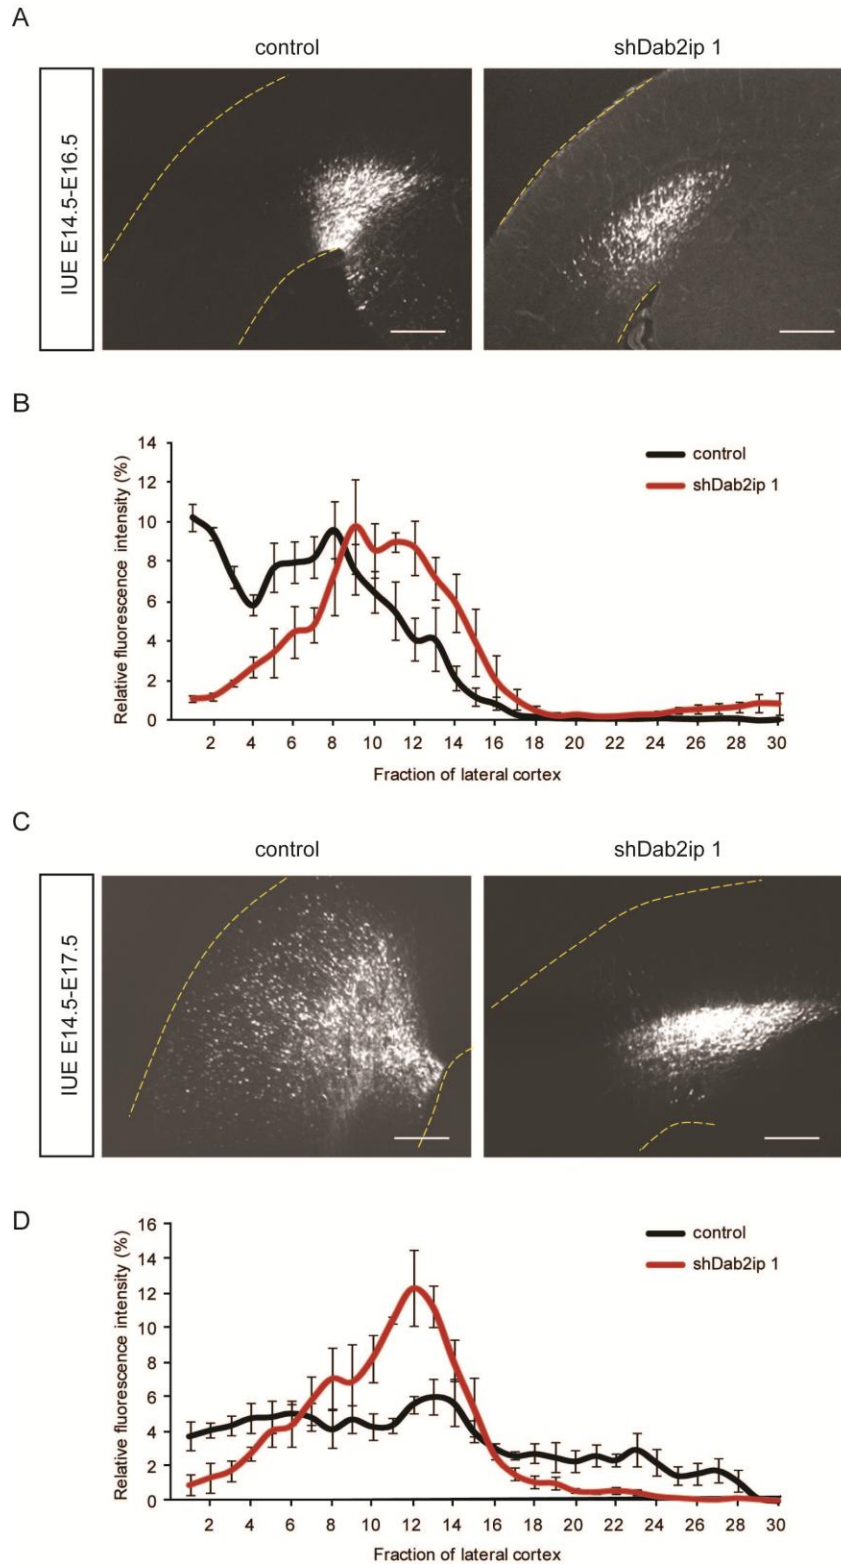 A
control
shDab2ip 1
IUE E14.5-E16.5
B
14
12
10
8
6
4
2
0
Relative fluorescence intensity (%)
control
shDab2ip 1
2 4 6 8 10 12 14 16 18 20 22 24 26 28 30
Fraction of lateral cortex
C
control
shDab2ip 1
IUE E14.5-E17.5
D
16
14
12
10
8
6
4
2
0
Relative fluorescence intensity (%)
control
shDab2ip 1
2 4 6 8 10 12 14 16 18 20 22 24 26 28 30
Fraction of lateral cortex